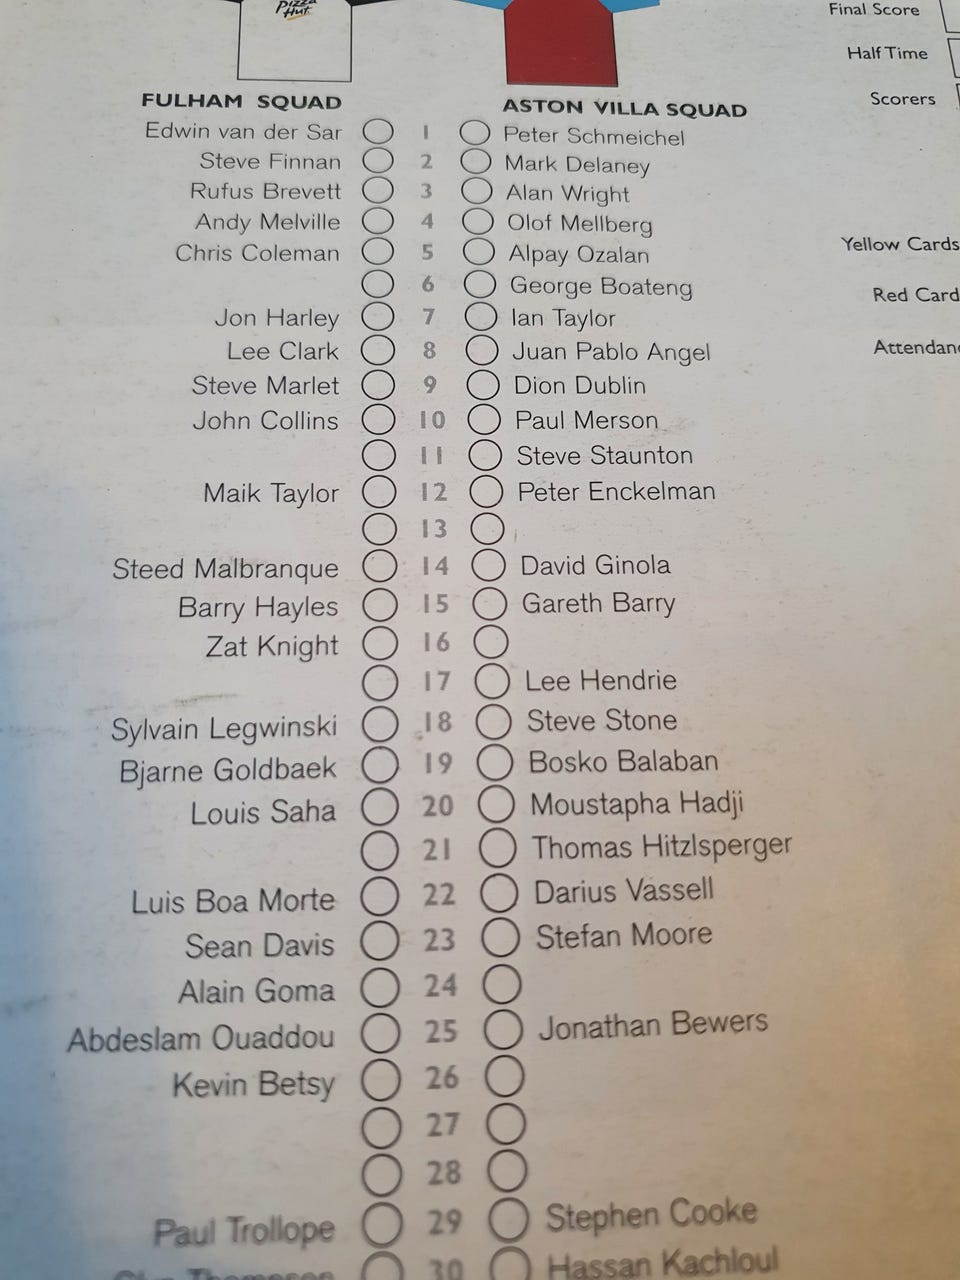 Pizza Hut
Final Score
Half Time
Scorers
FULHAM SQUAD ASTON VILLA SQUAD
Edwin van der Sar 1 Peter Schmeichel
Steve Finnan 2 Mark Delaney
Rufus Brevett 3 Alan Wright
Andy Melville 4 Olof Mellberg
Yellow Cards
Chris Coleman 5 Alpay Ozalan
6 George Boateng
Red Card
Jon Harley 7 Ian Taylor
Lee Clark 8 Juan Pablo Angel
Attendanc
Steve Marlet 9 Dion Dublin
John Collins 10 Paul Merson
11 Steve Staunton
Maik Taylor 12 Peter Enckelman
13
Steed Malbranque 14 David Ginola
Barry Hayles 15 Gareth Barry
Zat Knight 16
17 Lee Hendrie
Sylvain Legwinski 18 Steve Stone
Bjarne Goldbaek 19 Bosko Balaban
Louis Saha 20 Moustapha Hadji
21 Thomas Hitzlsperger
Luis Boa Morte 22 Darius Vassell
Sean Davis 23 Stefan Moore
Alain Goma 24
Abdeslam Ouaddou 25 Jonathan Bewers
Kevin Betsy 26
27
28
Paul Trollope 29 Stephen Cooke
30 Hassan Kachloul